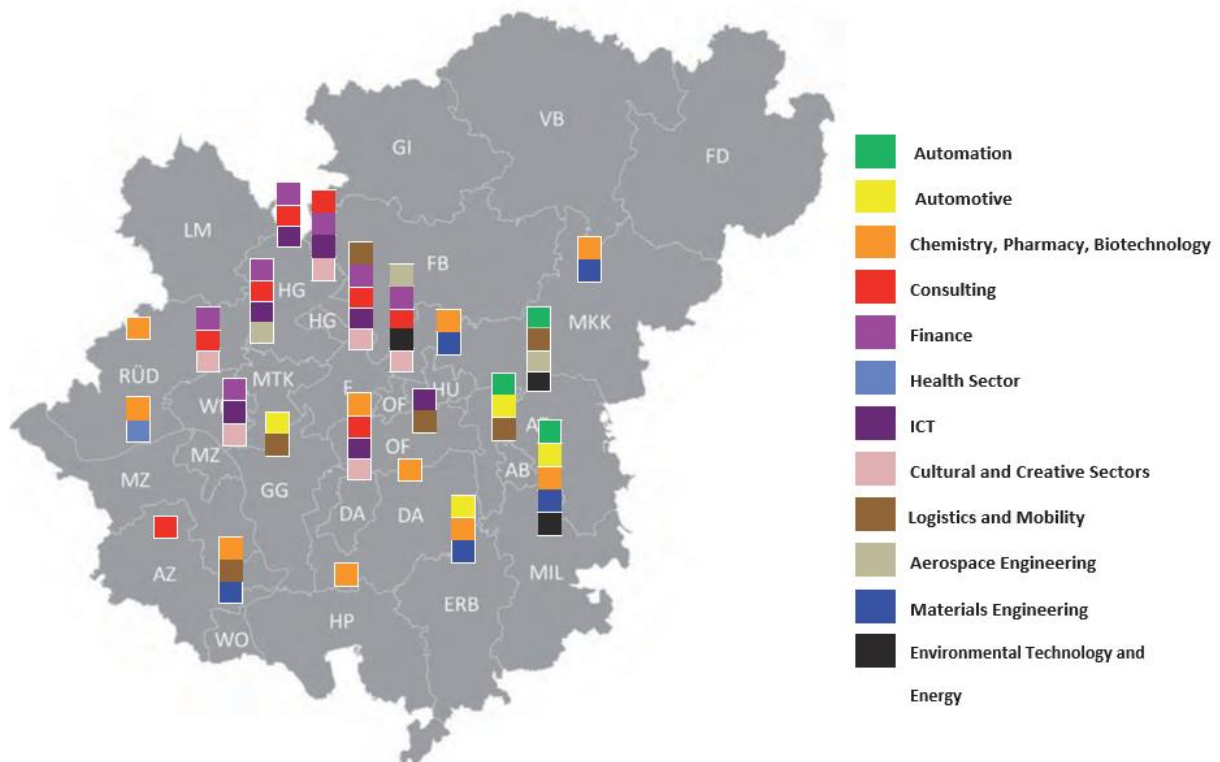 VB
GI
FD
LM
FB
HG
MKK
HG
RÜD
MTK
F
HU
OF
WI
OF
MZ
MZ
AB
GG
DA
DA
AZ
MIL
ERB
HP
WO
Automation
Automotive
Chemistry, Pharmacy, Biotechnology
Consulting
Finance
Health Sector
ICT
Cultural and Creative Sectors
Logistics and Mobility
Aerospace Engineering
Materials Engineering
Environmental Technology and
Energy